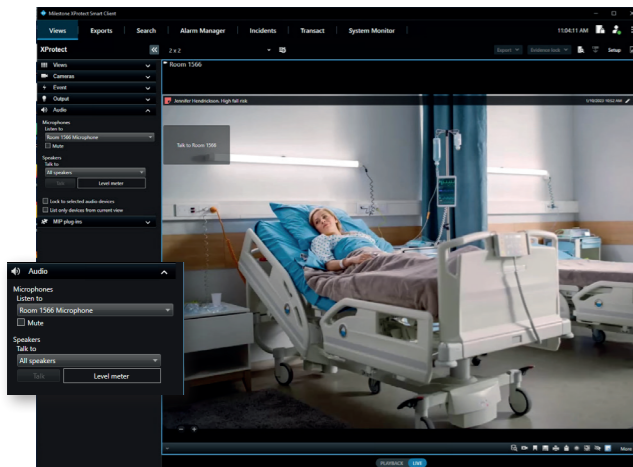 Milestone XProtect Smart Client
Views Exports Search Alarm Manager Incidents Transact System Monitor 11:04:11 AM
XProtect 2 x 2 Export Evidence lock Setup
Views
Cameras
Event
Output
Audio
Microphones
Listen to
Room 1566 Microphone
Mute
Speakers
Talk to
All speakers
Talk Level meter
Lock to selected audio devices
List only devices from current view
MIP plug-ins
Room 1566
Jennifer Hendrickson. High fall risk
Talk to Room 1566
Audio
Microphones
Listen to
Room 1566 Microphone
Mute
Speakers
Talk to
All speakers
Talk Level meter
More
PLAYBACK LIVE